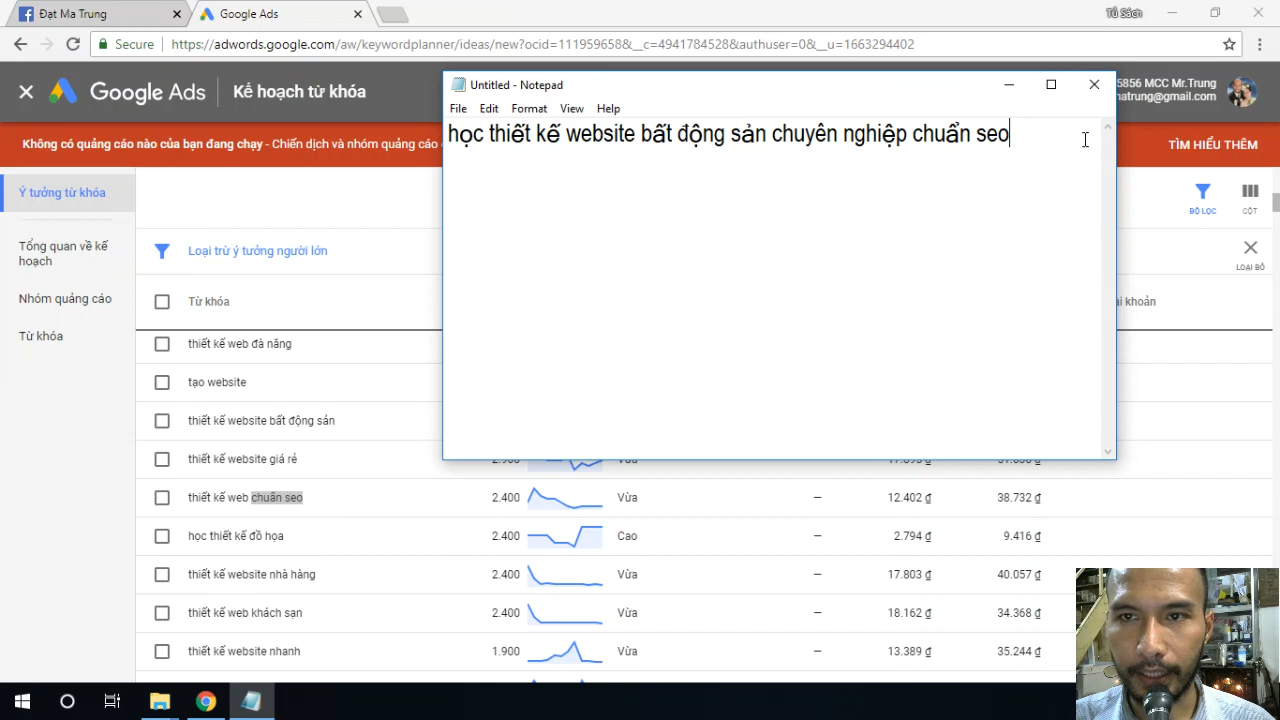 Đạt Ma Trung
Google Ads
Tủ Sách
Secure
https://adwords.google.com/aw/keywordplanner/ideas/new?ocid=111959658&__c=4941784528&authuser=0&__u=1663294402
Google Ads
Kế hoạch từ khóa
5856 MCC Mr.Trung
natrung@gmail.com
Untitled - Notepad
File Edit Format View Help
học thiết kế website bất động sản chuyên nghiệp chuẩn seo
Không có quảng cáo nào của bạn đang chạy - Chiến dịch và nhóm quảng cáo
TÌM HIỂU THÊM
Ý tưởng từ khóa
Tổng quan về kế
hoạch
Nhóm quảng cáo
Từ khóa
BỘ LỌC
CỘT
Loại trừ ý tưởng người lớn
LOẠI BỎ
Từ khóa
khoản
thiết kế web đà nẵng
tạo website
thiết kế website bất động sản
thiết kế website giá rẻ
thiết kế web chuẩn seo 2.400 Vừa – 12.402 ₫ 38.732 ₫
học thiết kế đồ họa 2.400 Cao – 2.794 ₫ 9.416 ₫
thiết kế website nhà hàng 2.400 Vừa – 17.803 ₫ 40.057 ₫
thiết kế web khách sạn 2.400 Vừa – 18.162 ₫ 34.368 ₫
thiết kế website nhanh 1.900 Vừa – 13.389 ₫ 35.244 ₫